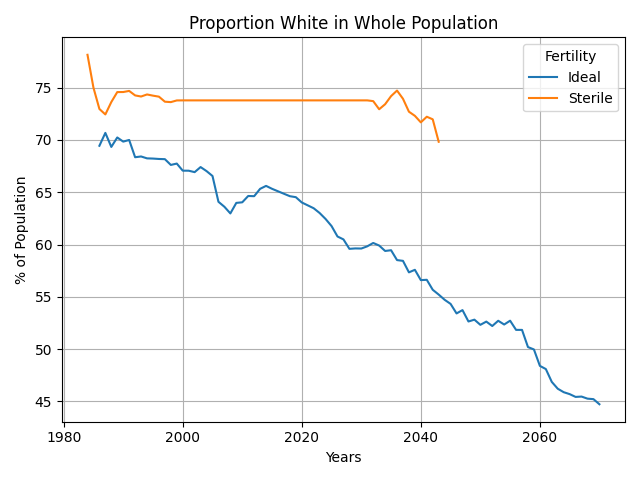 Proportion White in Whole Population
Fertility
Ideal
Sterile
% of Population
75
70
65
60
55
50
45
1980
2000
2020
2040
2060
Years